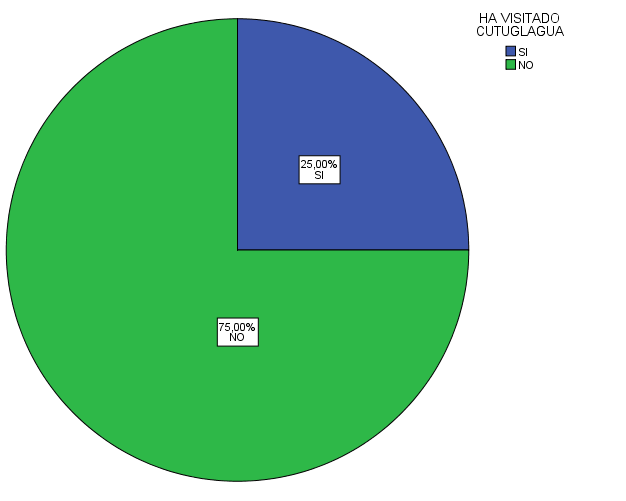 HA VISITADO
CUTUGLAGUA
SI
NO
25,00%
SI
75,00%
NO